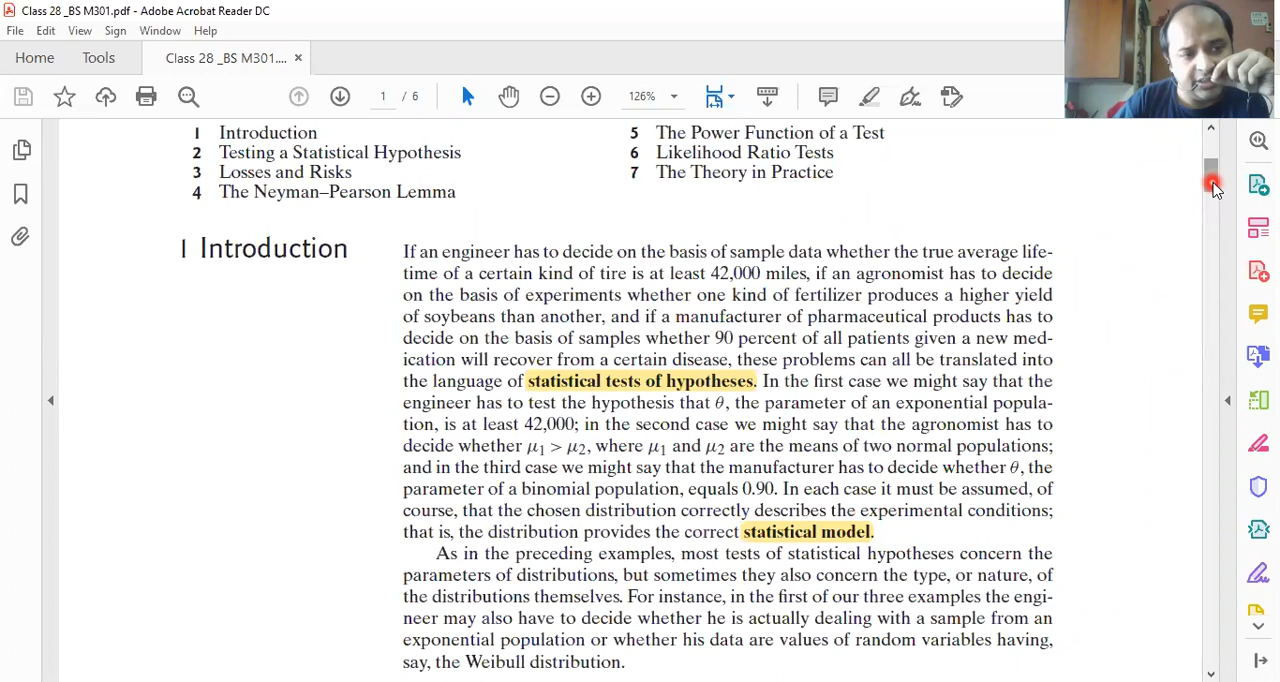 Class 28 _BS M301.pdf - Adobe Acrobat Reader DC
File Edit View Sign Window Help
Home Tools Class 28 _BS M301.... ×
1 / 6 126%
1 Introduction
2 Testing a Statistical Hypothesis
3 Losses and Risks
4 The Neyman–Pearson Lemma
5 The Power Function of a Test
6 Likelihood Ratio Tests
7 The Theory in Practice
1 Introduction
If an engineer has to decide on the basis of sample data whether the true average life-
time of a certain kind of tire is at least 42,000 miles, if an agronomist has to decide
on the basis of experiments whether one kind of fertilizer produces a higher yield
of soybeans than another, and if a manufacturer of pharmaceutical products has to
decide on the basis of samples whether 90 percent of all patients given a new med-
ication will recover from a certain disease, these problems can all be translated into
the language of statistical tests of hypotheses. In the first case we might say that the
engineer has to test the hypothesis that θ, the parameter of an exponential popula-
tion, is at least 42,000; in the second case we might say that the agronomist has to
decide whether μ1 > μ2, where μ1 and μ2 are the means of two normal populations;
and in the third case we might say that the manufacturer has to decide whether θ, the
parameter of a binomial population, equals 0.90. In each case it must be assumed, of
course, that the chosen distribution correctly describes the experimental conditions;
that is, the distribution provides the correct statistical model.
As in the preceding examples, most tests of statistical hypotheses concern the
parameters of distributions, but sometimes they also concern the type, or nature, of
the distributions themselves. For instance, in the first of our three examples the engi-
neer may also have to decide whether he is actually dealing with a sample from an
exponential population or whether his data are values of random variables having,
say, the Weibull distribution.